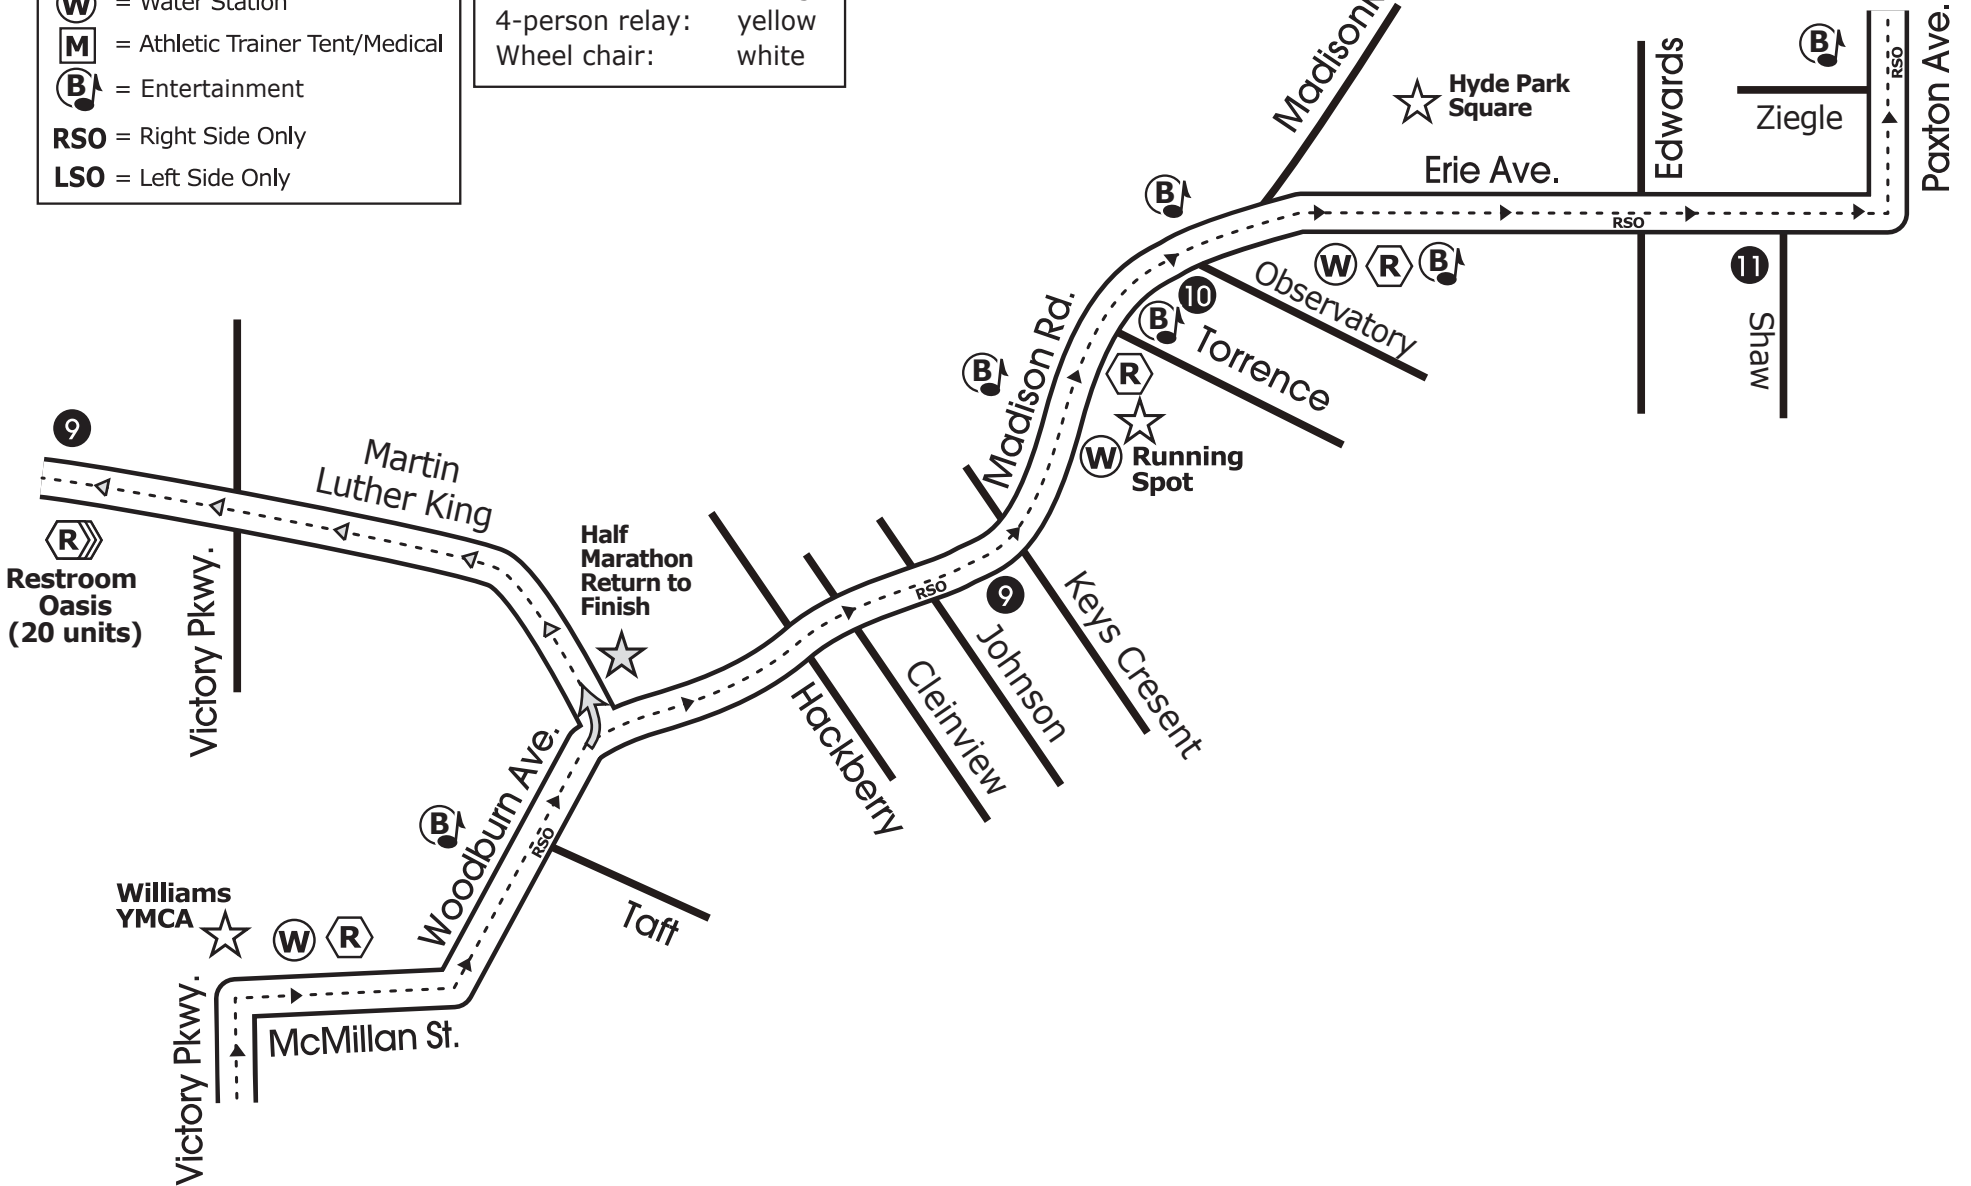 W = Water Station
M = Athletic Trainer Tent/Medical
B = Entertainment
RSO = Right Side Only
LSO = Left Side Only
4-person relay: yellow
Wheel chair: white
Hyde Park
Square
Edwards
B
RSO
Paxton Ave.
Ziegle
Erie Ave.
B
RSO
W R B
11
Shaw
Observatory
10
B
Torrence
R
B
Madison Rd.
W
Running
Spot
9
Martin
Luther King
R
Restroom
Oasis
(20 units)
Victory Pkwy.
Half
Marathon
Return to
Finish
RSO
9
Keys Cresent
Johnson
Cleinview
Hackberry
Woodburn Ave.
B
RSO
Taft
Williams
YMCA
W R
McMillan St.
Victory Pkwy.